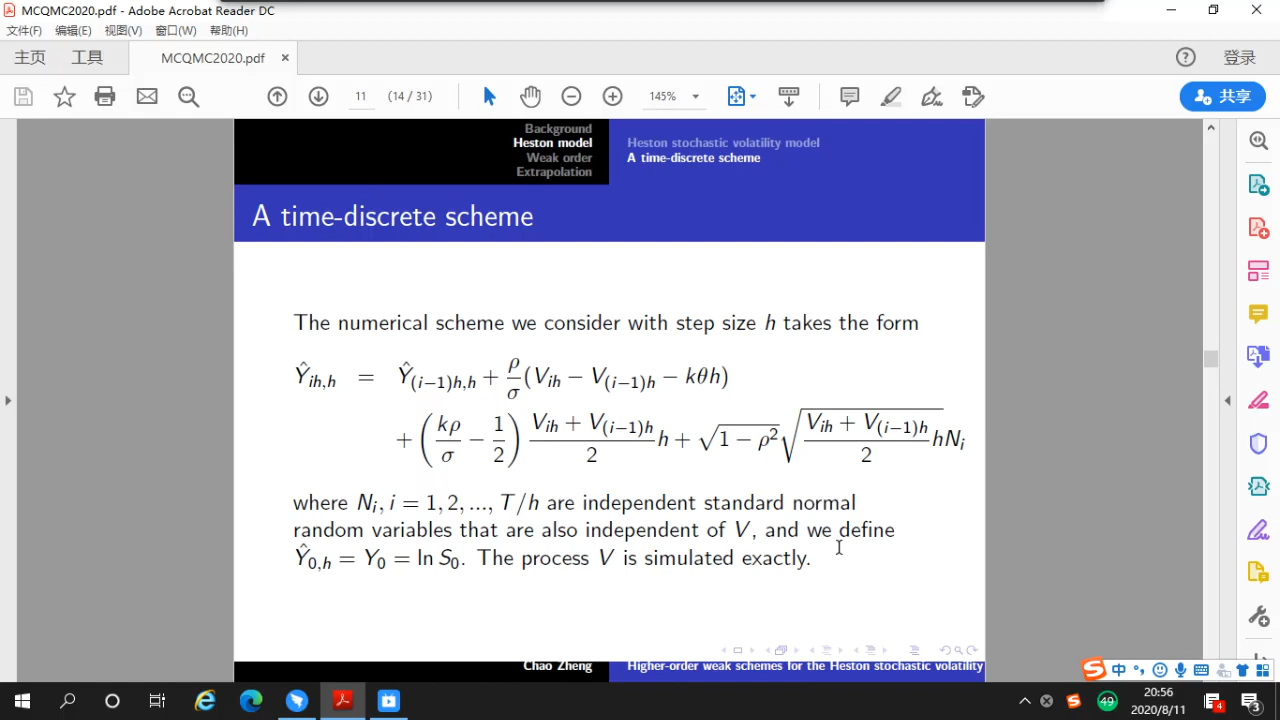 MCQMC2020.pdf - Adobe Acrobat Reader DC
文件(F) 编辑(E) 视图(V) 窗口(W) 帮助(H)
主页 工具 MCQMC2020.pdf × 登录
11 (14 / 31) 145% 共享
Background
Heston model
Weak order
Extrapolation
Heston stochastic volatility model
A time-discrete scheme
A time-discrete scheme
The numerical scheme we consider with step size h takes the form
Ŷ_{ih,h} = Ŷ_{(i−1)h,h} + ρ/σ (V_{ih} − V_{(i−1)h} − kθh)
+ (kρ/σ − 1/2) (V_{ih} + V_{(i−1)h})/2 h + √(1 − ρ²) √((V_{ih} + V_{(i−1)h})/2 h) N_i
where N_i, i = 1, 2, ..., T/h are independent standard normal
random variables that are also independent of V, and we define
Ŷ_{0,h} = Y_0 = ln S_0. The process V is simulated exactly.
Chao Zheng Higher-order weak schemes for the Heston stochastic volatility
中
49 20:56
2020/8/11 4 3